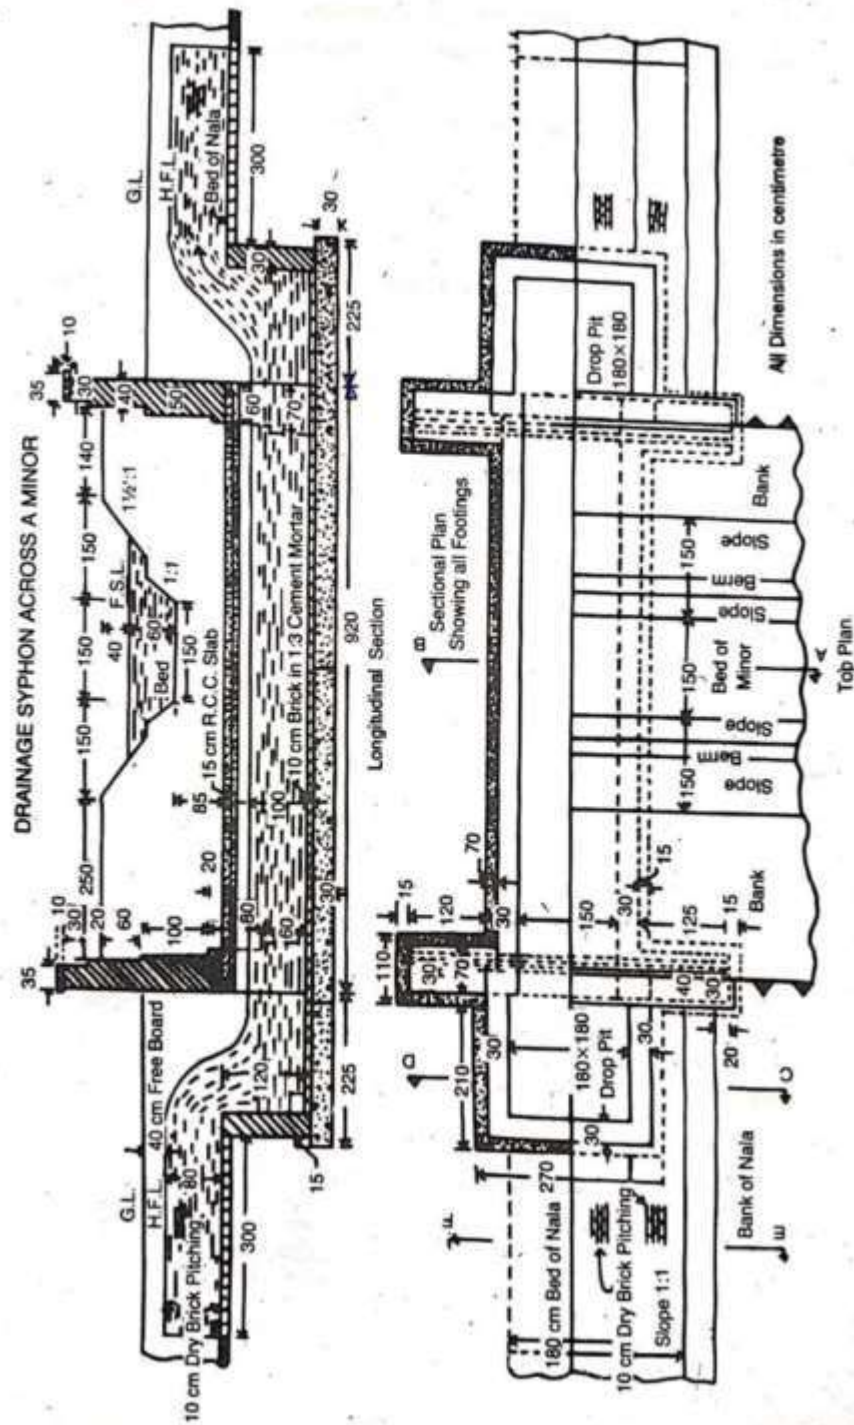 DRAINAGE SYPHON ACROSS A MINOR
35
10
30
20
60
100
250
150
150
150
140
35
10
30
40
50
G.L.
H.F.L.
40 cm Free Board
80
10 cm Dry Brick Pitching
300
120
15
225
40
F.S.L.
60
Bed
150
1:1
1½:1
20
85
15 cm R.C.C. Slab
100
10 cm Brick in 1:3 Cement Mortar
80
60
30
60
70
G.L.
H.F.L.
Bed of Nala
300
30
30
225
920
Longitudinal Section
B
Sectional Plan
Showing all Footings
D
F
110
15
120
70
30
30
70
210
30
180×180
Drop Pit
30
30
270
180 cm Bed of Nala
10 cm Dry Brick Pitching
Slope 1:1
Bank of Nala
E
C
20
30
40
150
30
125
15
15
Bank
Slope
Berm
Slope
150
Bed of
Minor
150
Slope
Berm
Slope
150
Bank
A
Top Plan
Drop Pit
180×180
All Dimensions in centimetre